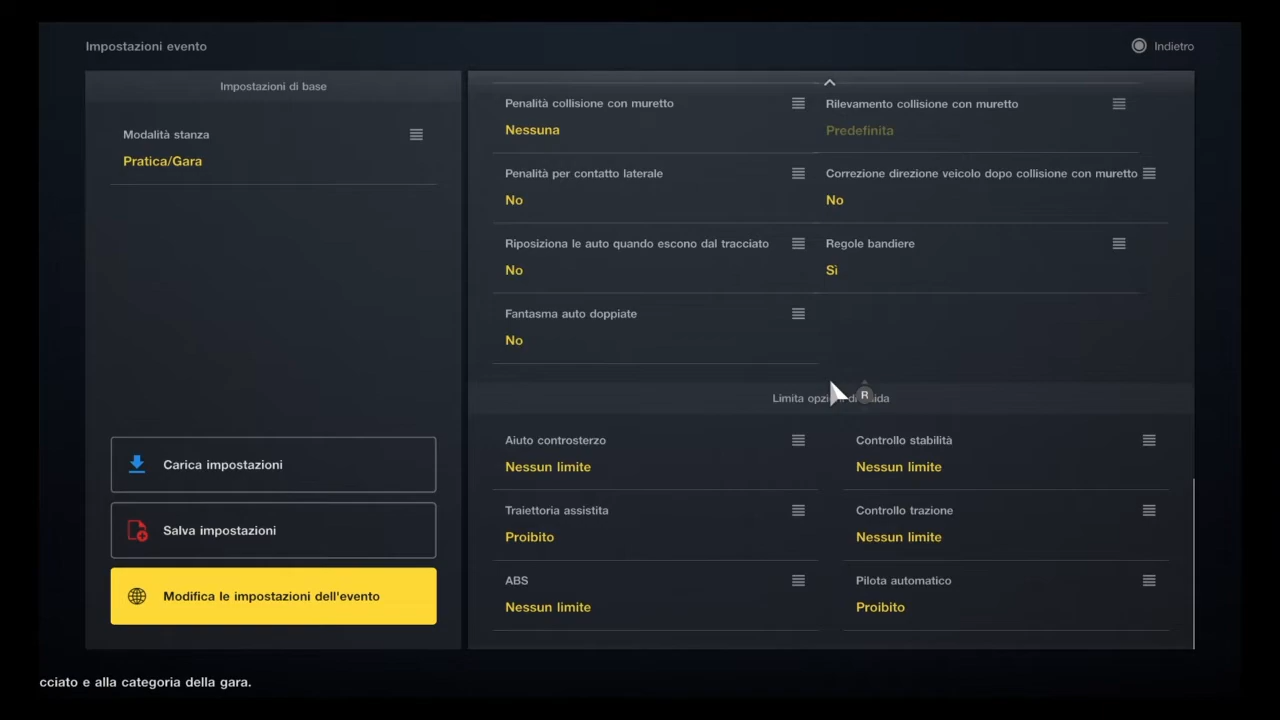 Impostazioni evento
Indietro
Impostazioni di base
Modalità stanza
Pratica/Gara
Carica impostazioni
Salva impostazioni
Modifica le impostazioni dell'evento
Penalità collisione con muretto
Nessuna
Rilevamento collisione con muretto
Predefinita
Penalità per contatto laterale
No
Correzione direzione veicolo dopo collisione con muretto
No
Riposiziona le auto quando escono dal tracciato
No
Regole bandiere
Sì
Fantasma auto doppiate
No
R
Limita opzioni di guida
Aiuto controsterzo
Nessun limite
Controllo stabilità
Nessun limite
Traiettoria assistita
Proibito
Controllo trazione
Nessun limite
ABS
Nessun limite
Pilota automatico
Proibito
cciato e alla categoria della gara.